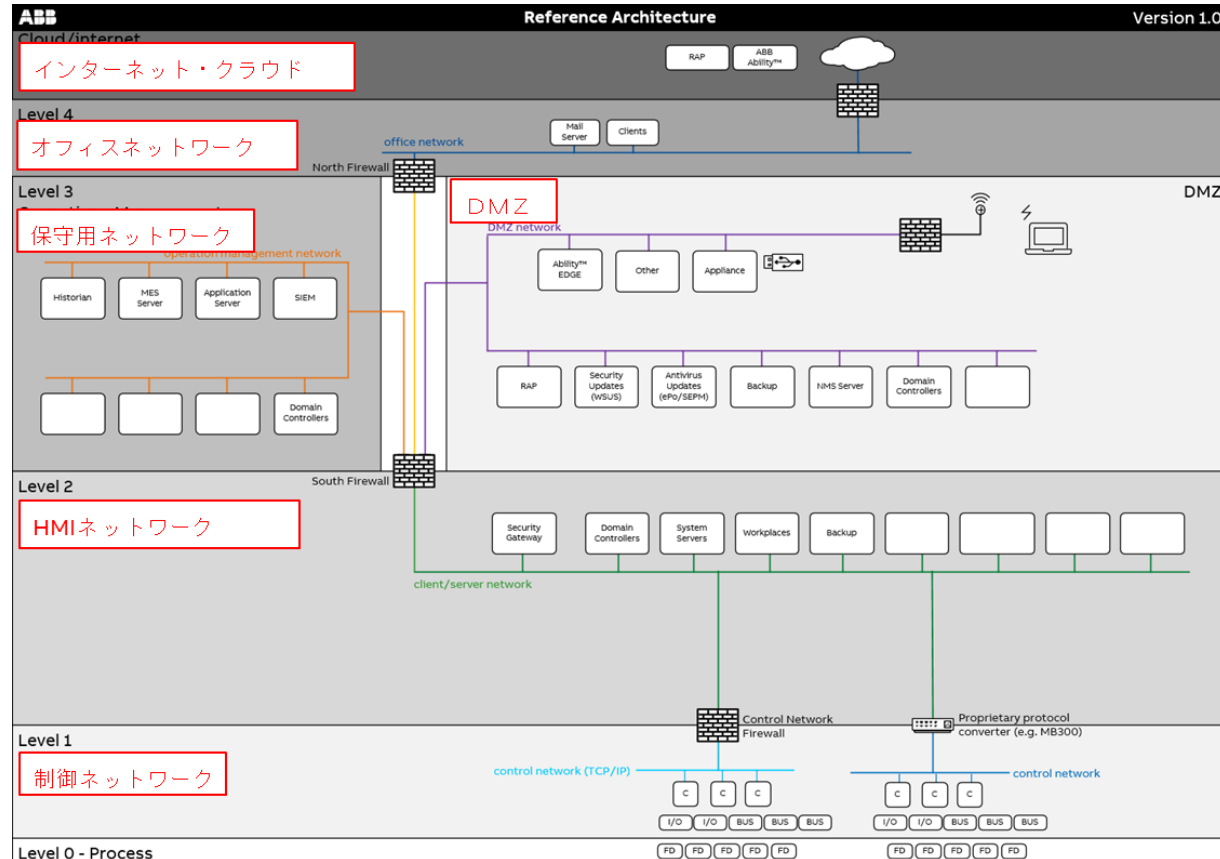 ABB
Reference Architecture
Version 1.0
Cloud/internet
インターネット・クラウド
RAP
ABB
Ability™
Level 4
オフィスネットワーク
office network
Mail
Server
Clients
North Firewall
Level 3
保守用ネットワーク
operation management network
Historian
MES
Server
Application
Server
SIEM
Domain
Controllers
DMZ
DMZ
DMZ network
Ability™
EDGE
Other
Appliance
RAP
Security
Updates
(WSUS)
Antivirus
Updates
(ePo/SEPM)
Backup
NMS Server
Domain
Controllers
South Firewall
Level 2
HMIネットワーク
Security
Gateway
Domain
Controllers
System
Servers
Workplaces
Backup
client/server network
Control Network
Firewall
Proprietary protocol
converter (e.g. MB300)
Level 1
制御ネットワーク
control network (TCP/IP)
control network
C
C
C
C
C
C
I/O
I/O
BUS
BUS
BUS
I/O
I/O
BUS
BUS
BUS
Level 0 - Process
FD
FD
FD
FD
FD
FD
FD
FD
FD
FD